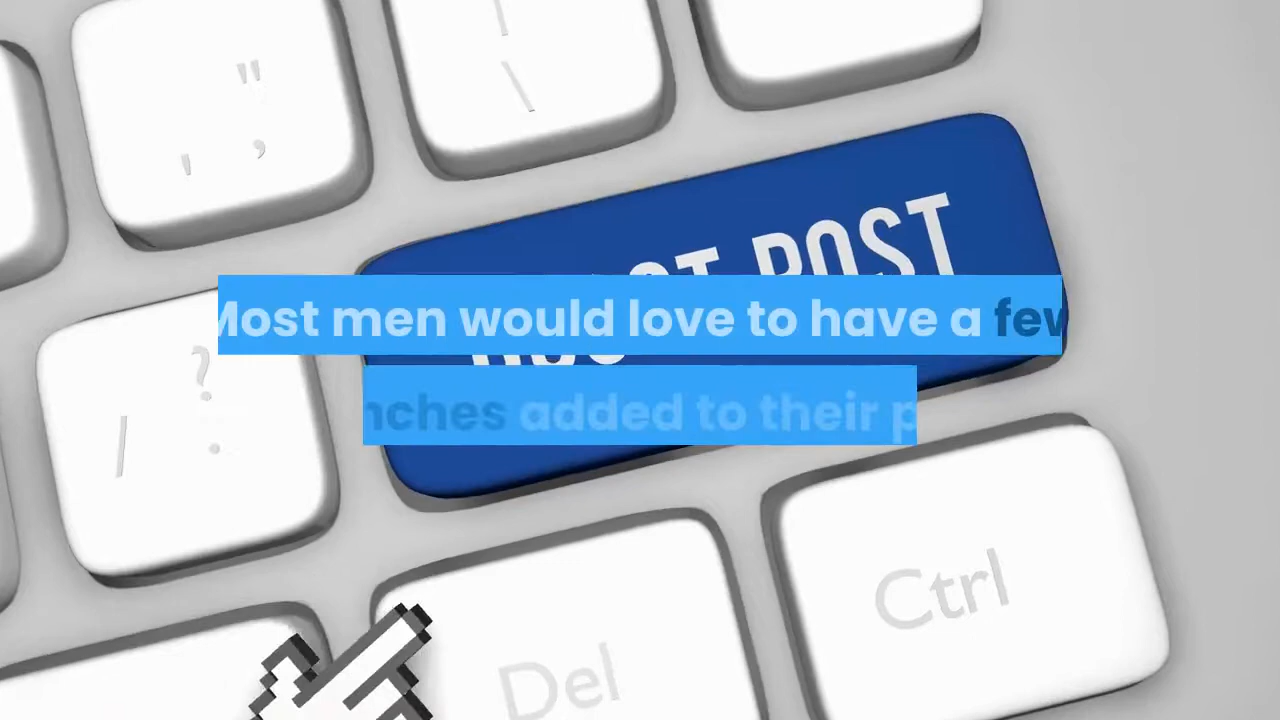 " '
| \
POST
Most men would love to have a few
added to their
? /
Del
Ctrl